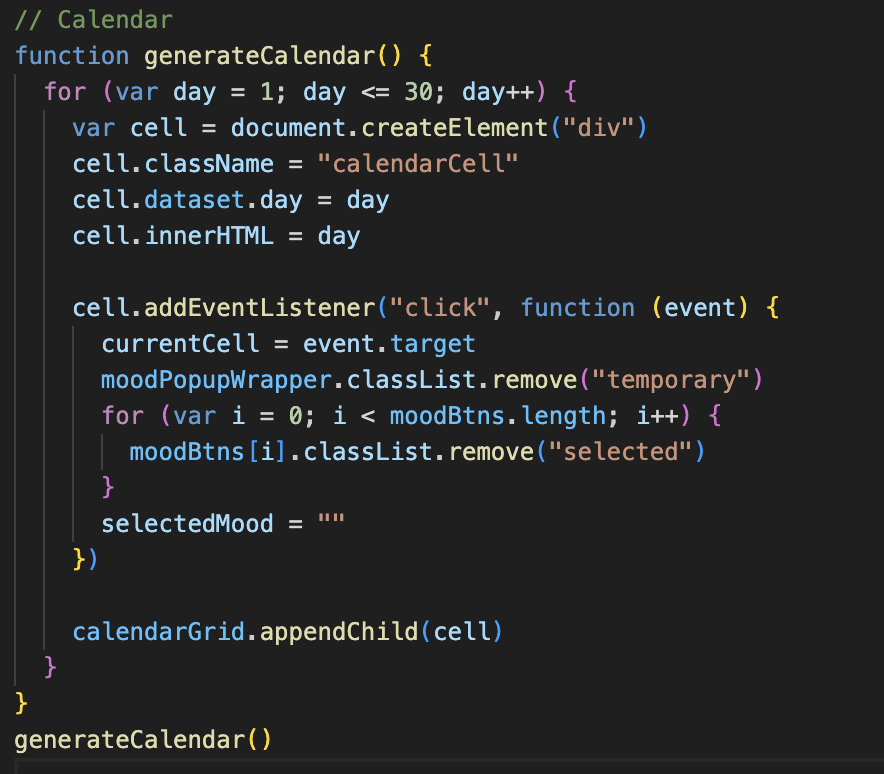 // Calendar
function generateCalendar() {
  for (var day = 1; day <= 30; day++) {
    var cell = document.createElement("div")
    cell.className = "calendarCell"
    cell.dataset.day = day
    cell.innerHTML = day

    cell.addEventListener("click", function (event) {
      currentCell = event.target
      moodPopupWrapper.classList.remove("temporary")
      for (var i = 0; i < moodBtns.length; i++) {
        moodBtns[i].classList.remove("selected")
      }
      selectedMood = ""
    })

    calendarGrid.appendChild(cell)
  }
}
generateCalendar()